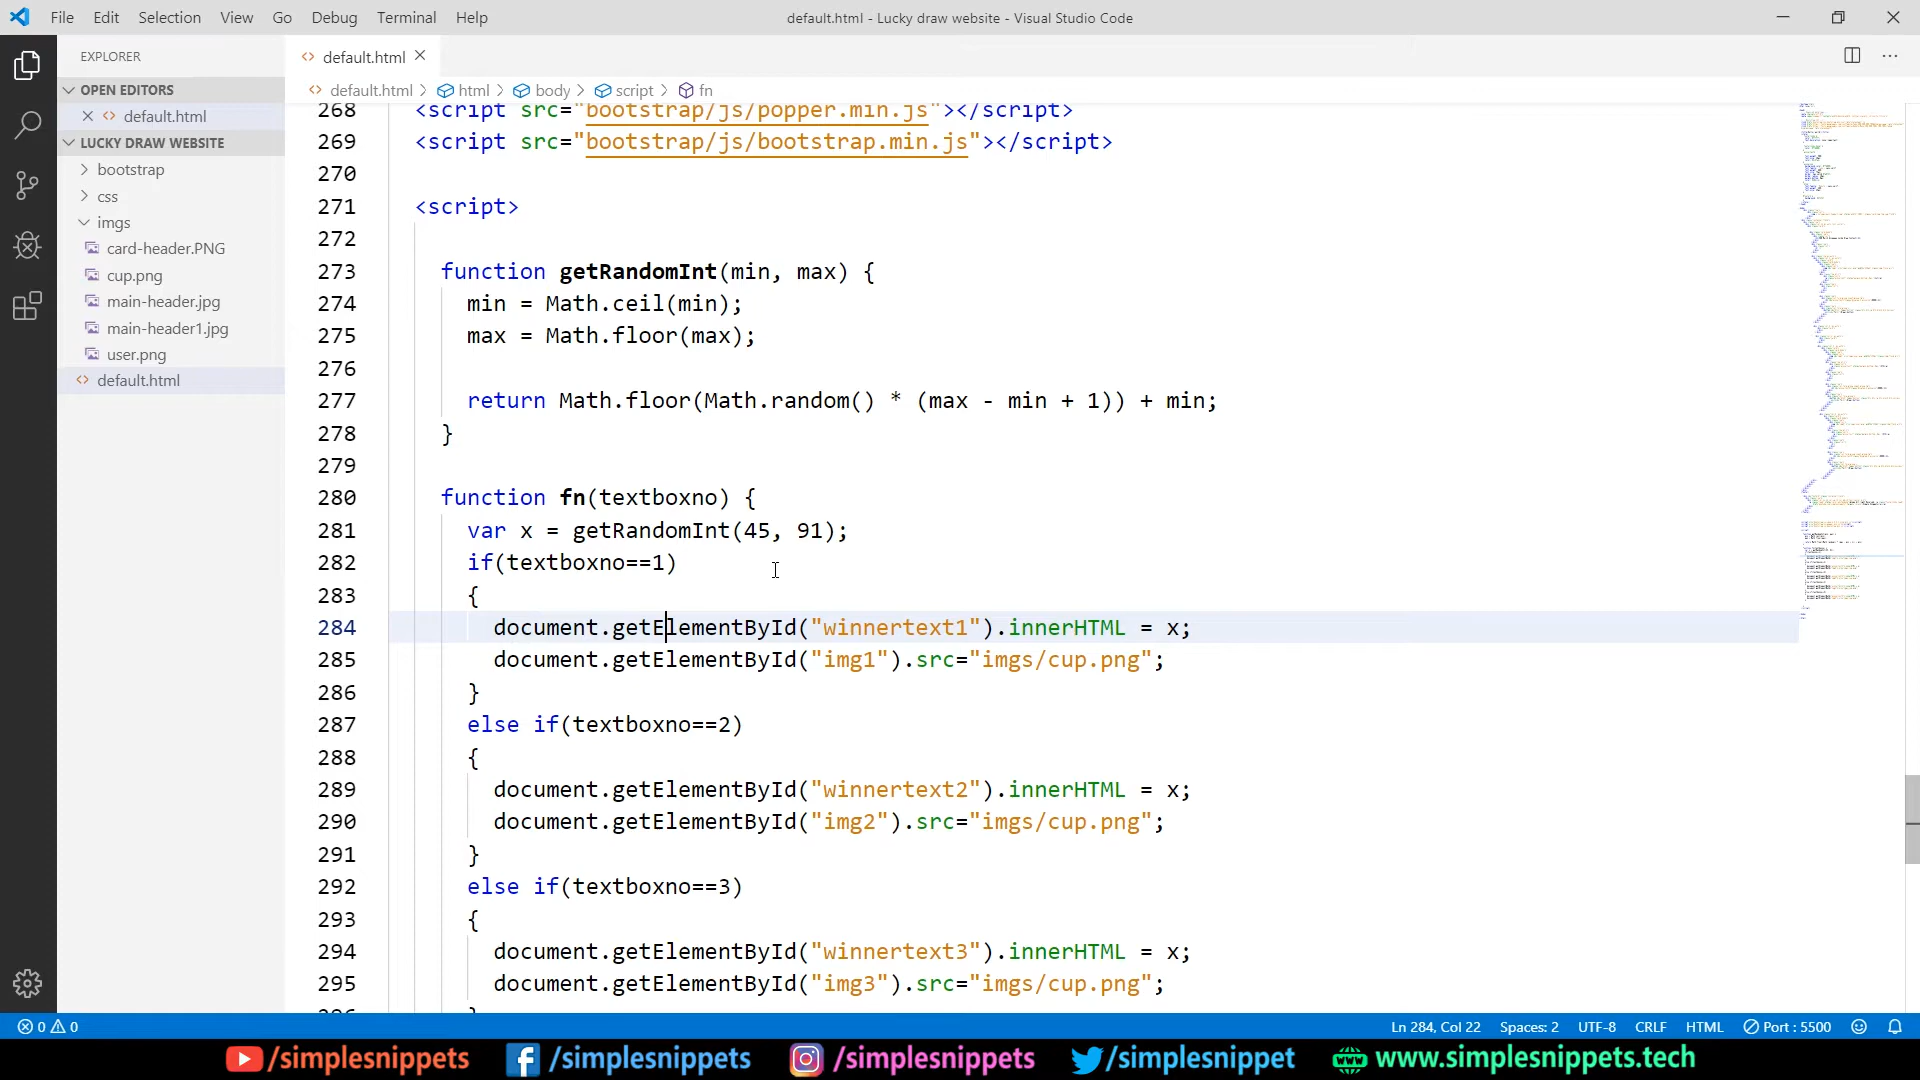 File Edit Selection View Go Debug Terminal Help default.html - Lucky draw website - Visual Studio Code
EXPLORER
OPEN EDITORS
default.html
LUCKY DRAW WEBSITE
bootstrap
css
imgs
card-header.PNG
cup.png
main-header.jpg
main-header1.jpg
user.png
default.html
default.html
default.html > html > body > script > fn
268 <script src="bootstrap/js/popper.min.js"></script>
269 <script src="bootstrap/js/bootstrap.min.js"></script>
270
271 <script>
272
273 function getRandomInt(min, max) {
274 min = Math.ceil(min);
275 max = Math.floor(max);
276
277 return Math.floor(Math.random() * (max - min + 1)) + min;
278 }
279
280 function fn(textboxno) {
281 var x = getRandomInt(45, 91);
282 if(textboxno==1)
283 {
284 document.getElementById("winnertext1").innerHTML = x;
285 document.getElementById("img1").src="imgs/cup.png";
286 }
287 else if(textboxno==2)
288 {
289 document.getElementById("winnertext2").innerHTML = x;
290 document.getElementById("img2").src="imgs/cup.png";
291 }
292 else if(textboxno==3)
293 {
294 document.getElementById("winnertext3").innerHTML = x;
295 document.getElementById("img3").src="imgs/cup.png";
0 0 Ln 284, Col 22 Spaces: 2 UTF-8 CRLF HTML Port : 5500
/simplesnippets /simplesnippets /simplesnippets /simplesnippet www.simplesnippets.tech